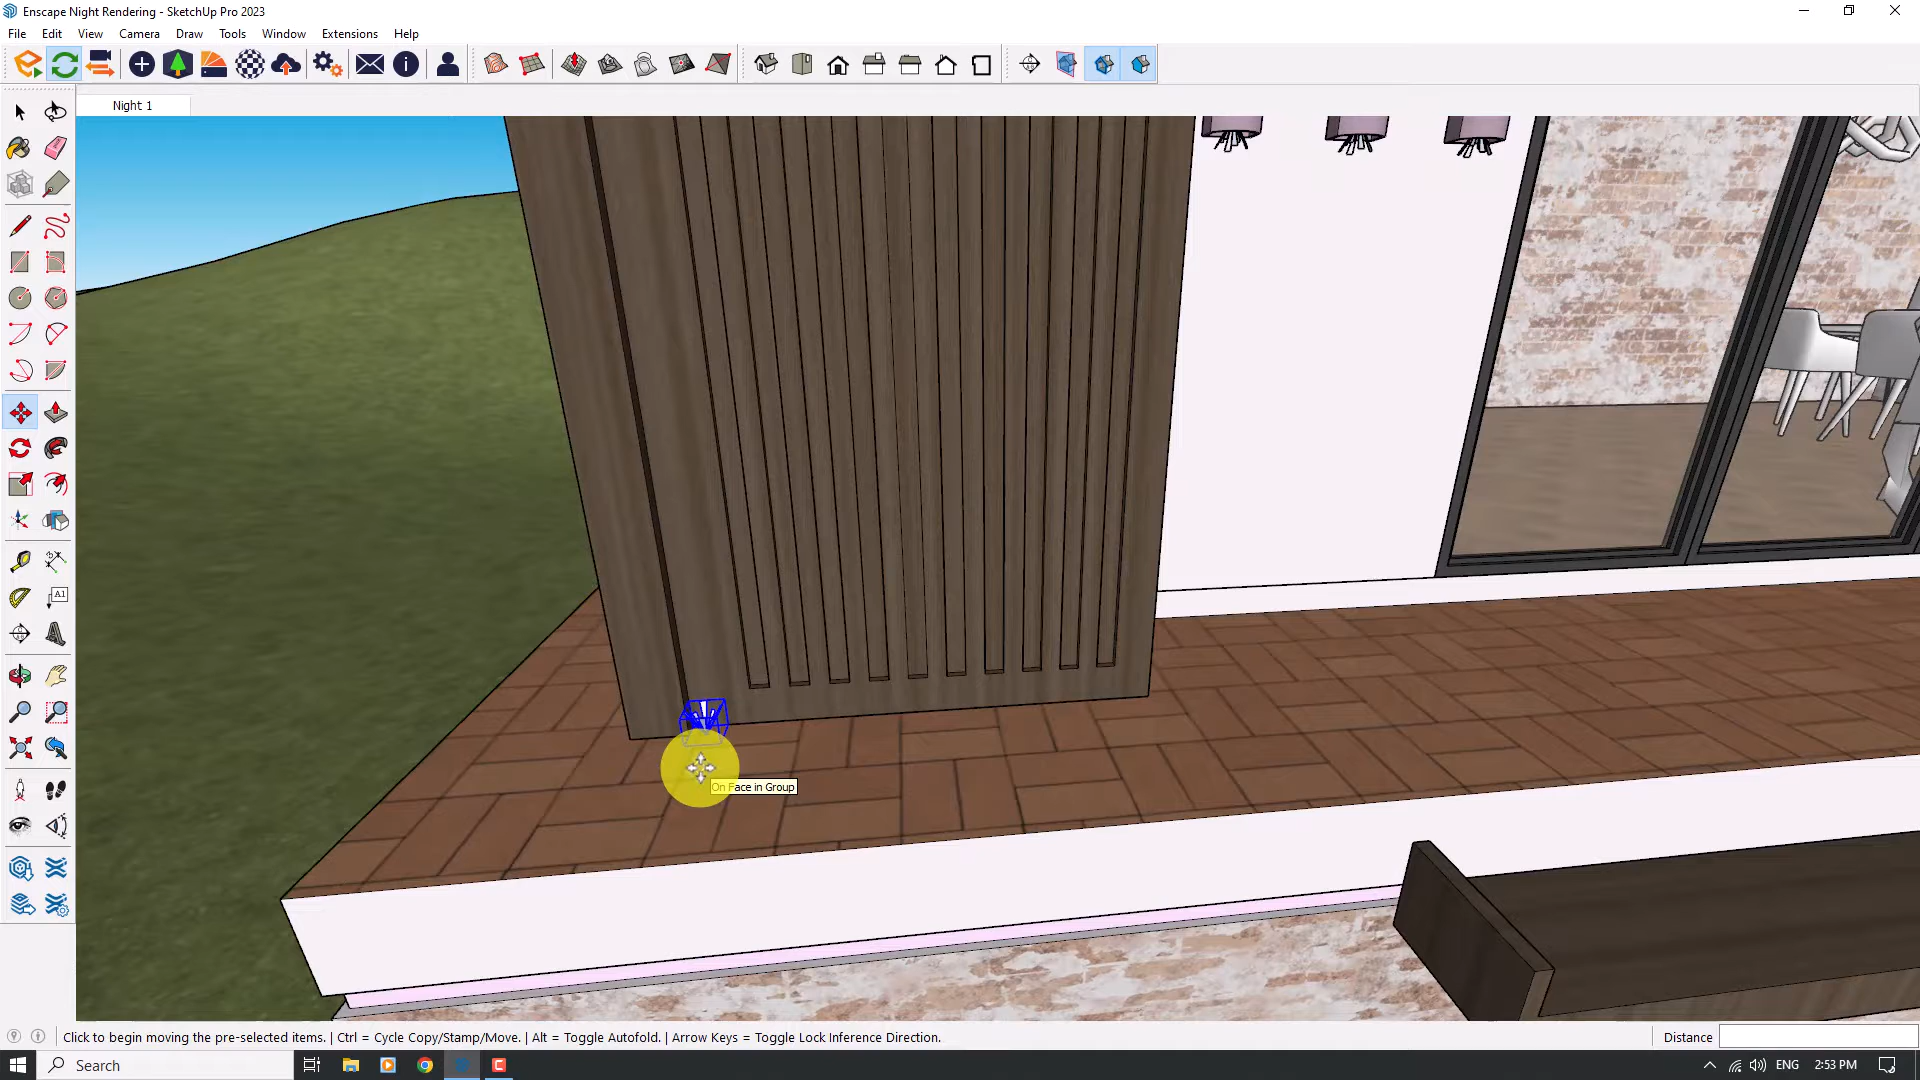 Enscape Night Rendering - SketchUp Pro 2023
File Edit View Camera Draw Tools Window Extensions Help
Night 1
A1
On Face in Group
Click to begin moving the pre-selected items. | Ctrl = Cycle Copy/Stamp/Move. | Alt = Toggle Autofold. | Arrow Keys = Toggle Lock Inference Direction.
Distance
Search
ENG 2:53 PM